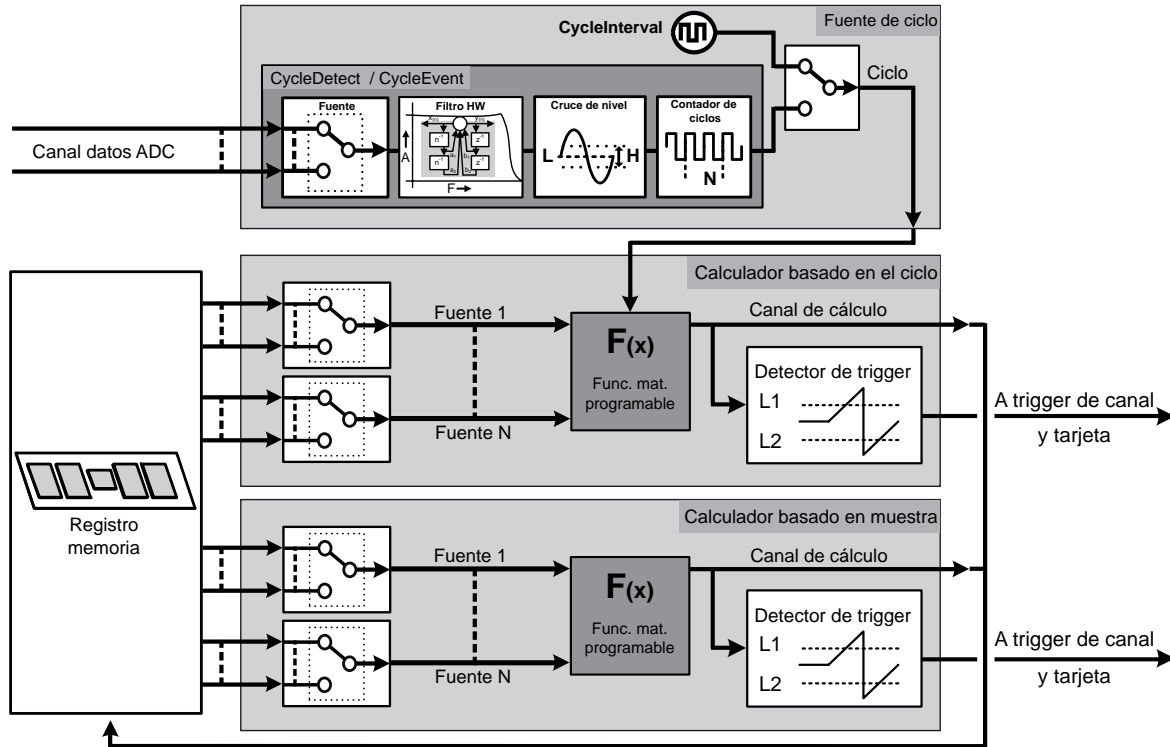 Fuente de ciclo
CycleInterval
Ciclo
CycleDetect / CycleEvent
Fuente
Filtro HW
Cruce de nivel
Contador de
ciclos
A
F
L
H
N
Canal datos ADC
Calculador basado en el ciclo
Fuente 1
Fuente N
F(x)
Func. mat.
programable
Canal de cálculo
Detector de trigger
L1
L2
A trigger de canal
y tarjeta
Registro
memoria
Calculador basado en muestra
Fuente 1
Fuente N
F(x)
Func. mat.
programable
Canal de cálculo
Detector de trigger
L1
L2
A trigger de canal
y tarjeta